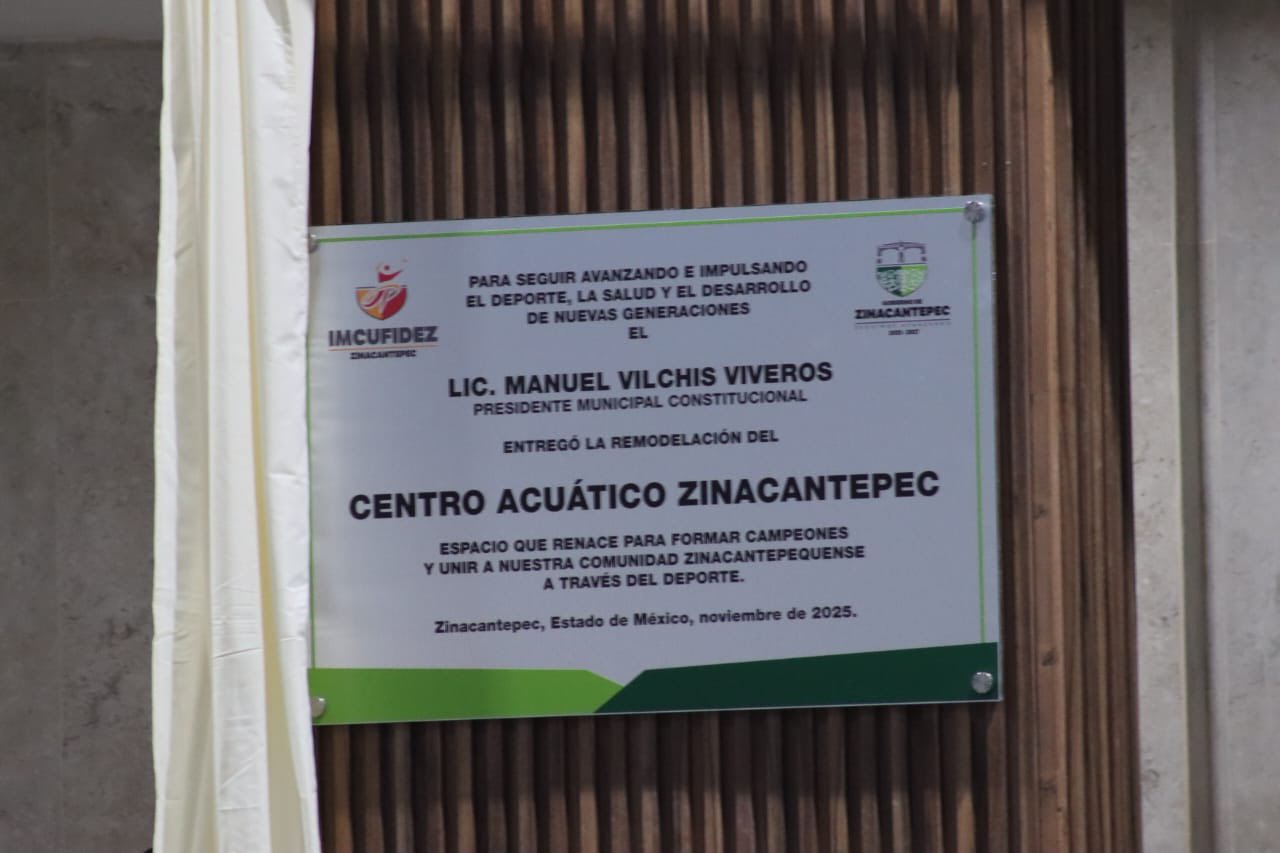 PARA SEGUIR AVANZANDO E IMPULSANDO
EL DEPORTE, LA SALUD Y EL DESARROLLO
DE NUEVAS GENERACIONES
EL
IMCUFIDEZ
ZINACANTEPEC
GOBIERNO DE
ZINACANTEPEC
LIC. MANUEL VILCHIS VIVEROS
PRESIDENTE MUNICIPAL CONSTITUCIONAL
ENTREGÓ LA REMODELACIÓN DEL
CENTRO ACUÁTICO ZINACANTEPEC
ESPACIO QUE RENACE PARA FORMAR CAMPEONES
Y UNIR A NUESTRA COMUNIDAD ZINACANTEPEQUENSE
A TRAVÉS DEL DEPORTE.
Zinacantepec, Estado de México, noviembre de 2025.